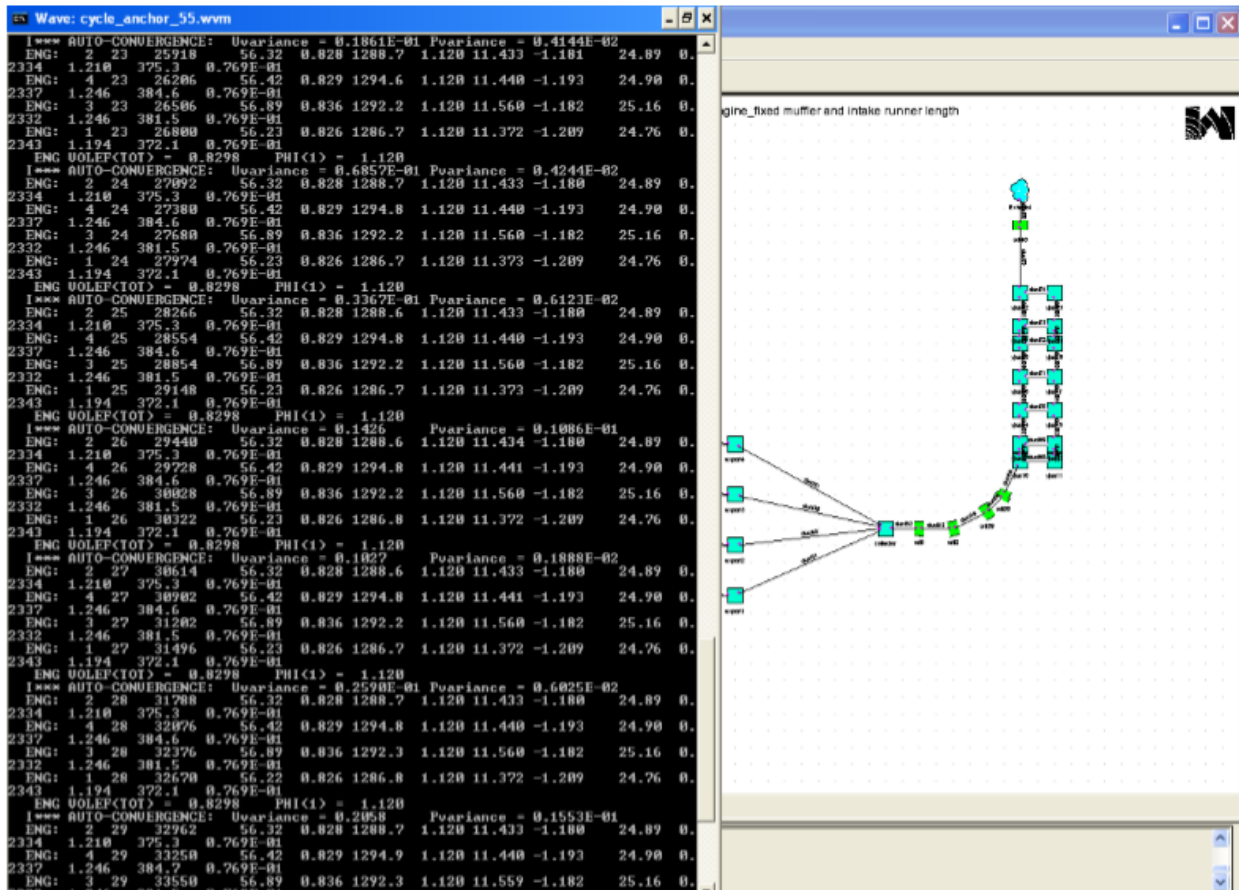 Wave: cycle_anchor_55.wvm
I*** AUTO-CONVERGENCE: Uvariance = 0.1861E-01 Pvariance = 0.4144E-02
ENG: 2 23 25918 56.32 0.828 1288.7 1.120 11.433 -1.181 24.89 0.
2334 1.210 375.3 0.769E-01
ENG: 4 23 26206 56.42 0.829 1294.6 1.120 11.440 -1.193 24.90 0.
2337 1.246 384.6 0.769E-01
ENG: 3 23 26506 56.89 0.836 1292.2 1.120 11.560 -1.182 25.16 0.
2332 1.246 381.5 0.769E-01
ENG: 1 23 26800 56.23 0.826 1286.7 1.120 11.372 -1.209 24.76 0.
2343 1.194 372.1 0.769E-01
ENG VOLEF(TOT) = 0.8298 PHI(1) = 1.120
I*** AUTO-CONVERGENCE: Uvariance = 0.6857E-01 Pvariance = 0.4244E-02
ENG: 2 24 27092 56.32 0.828 1288.7 1.120 11.433 -1.180 24.89 0.
2334 1.210 375.3 0.769E-01
ENG: 4 24 27380 56.42 0.829 1294.8 1.120 11.440 -1.193 24.90 0.
2337 1.246 384.6 0.769E-01
ENG: 3 24 27680 56.89 0.836 1292.2 1.120 11.560 -1.182 25.16 0.
2332 1.246 381.5 0.769E-01
ENG: 1 24 27974 56.23 0.826 1286.7 1.120 11.373 -1.209 24.76 0.
2343 1.194 372.1 0.769E-01
ENG VOLEF(TOT) = 0.8298 PHI(1) = 1.120
I*** AUTO-CONVERGENCE: Uvariance = 0.3367E-01 Pvariance = 0.6123E-02
ENG: 2 25 28266 56.32 0.828 1288.6 1.120 11.433 -1.180 24.89 0.
2334 1.210 375.3 0.769E-01
ENG: 4 25 28554 56.42 0.829 1294.8 1.120 11.440 -1.193 24.90 0.
2337 1.246 384.6 0.769E-01
ENG: 3 25 28854 56.89 0.836 1292.2 1.120 11.560 -1.182 25.16 0.
2332 1.246 381.5 0.769E-01
ENG: 1 25 29148 56.23 0.826 1286.7 1.120 11.373 -1.209 24.76 0.
2343 1.194 372.1 0.769E-01
ENG VOLEF(TOT) = 0.8298 PHI(1) = 1.120
I*** AUTO-CONVERGENCE: Uvariance = 0.1426 Pvariance = 0.1086E-01
ENG: 2 26 29440 56.32 0.828 1288.6 1.120 11.434 -1.180 24.89 0.
2334 1.210 375.3 0.769E-01
ENG: 4 26 29728 56.42 0.829 1294.8 1.120 11.441 -1.193 24.90 0.
2337 1.246 384.6 0.769E-01
ENG: 3 26 30028 56.89 0.836 1292.2 1.120 11.560 -1.182 25.16 0.
2332 1.246 381.5 0.769E-01
ENG: 1 26 30322 56.23 0.826 1286.7 1.120 11.372 -1.209 24.76 0.
2343 1.194 372.1 0.769E-01
ENG VOLEF(TOT) = 0.8298 PHI(1) = 1.120
I*** AUTO-CONVERGENCE: Uvariance = 0.1027 Pvariance = 0.1888E-02
ENG: 2 27 30614 56.32 0.828 1288.6 1.120 11.433 -1.180 24.89 0.
2334 1.210 375.3 0.769E-01
ENG: 4 27 30902 56.42 0.829 1294.8 1.120 11.441 -1.193 24.90 0.
2337 1.246 384.6 0.769E-01
ENG: 3 27 31202 56.89 0.836 1292.2 1.120 11.560 -1.182 25.16 0.
2332 1.246 381.5 0.769E-01
ENG: 1 27 31496 56.23 0.826 1286.7 1.120 11.372 -1.209 24.76 0.
2343 1.194 372.1 0.769E-01
ENG VOLEF(TOT) = 0.8298 PHI(1) = 1.120
I*** AUTO-CONVERGENCE: Uvariance = 0.2590E-01 Pvariance = 0.6025E-02
ENG: 2 28 31788 56.32 0.828 1288.7 1.120 11.433 -1.180 24.89 0.
2334 1.210 375.3 0.769E-01
ENG: 4 28 32076 56.42 0.829 1294.8 1.120 11.440 -1.193 24.90 0.
2337 1.246 384.6 0.769E-01
ENG: 3 28 32376 56.89 0.836 1292.3 1.120 11.560 -1.182 25.16 0.
2332 1.246 381.5 0.769E-01
ENG: 1 28 32670 56.22 0.826 1286.8 1.120 11.372 -1.209 24.76 0.
2343 1.194 372.1 0.769E-01
ENG VOLEF(TOT) = 0.8298 PHI(1) = 1.120
I*** AUTO-CONVERGENCE: Uvariance = 0.2058 Pvariance = 0.1553E-01
ENG: 2 29 32962 56.32 0.828 1288.7 1.120 11.433 -1.180 24.89 0.
2334 1.210 375.3 0.769E-01
ENG: 4 29 33250 56.42 0.829 1294.9 1.120 11.440 -1.193 24.90 0.
2337 1.246 384.7 0.769E-01
ENG: 3 29 33550 56.89 0.836 1292.3 1.120 11.559 -1.182 25.16 0.
gine_fixed muffler and intake runner length